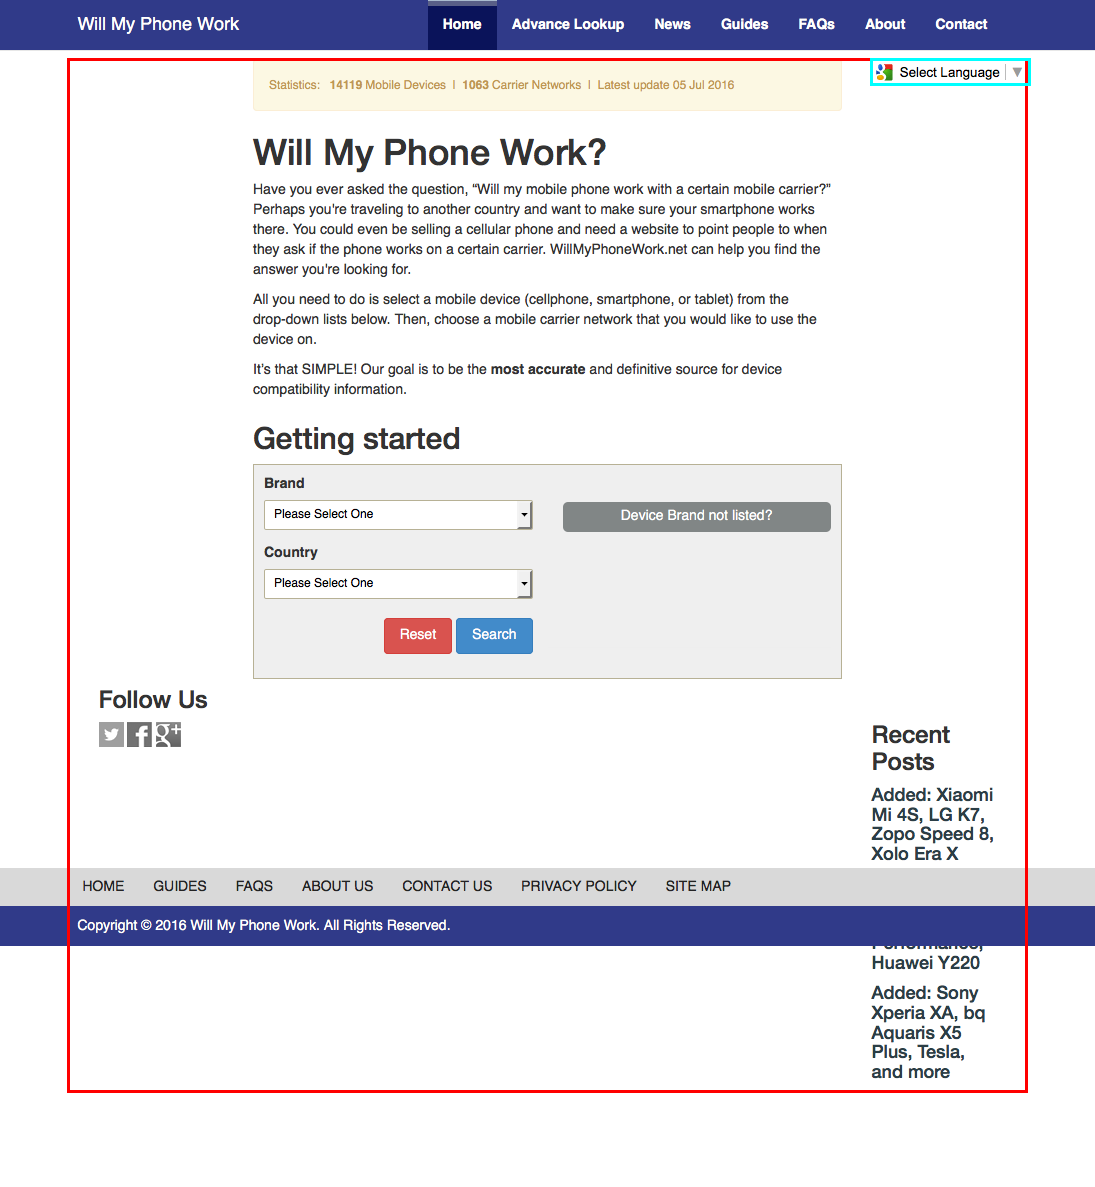 Will My Phone Work
Home
Advance Lookup
News
Guides
FAQs
About
Contact
Select Language ▼
Statistics: 14119 Mobile Devices | 1063 Carrier Networks | Latest update 05 Jul 2016
Will My Phone Work?
Have you ever asked the question, “Will my mobile phone work with a certain mobile carrier?”
Perhaps you're traveling to another country and want to make sure your smartphone works
there. You could even be selling a cellular phone and need a website to point people to when
they ask if the phone works on a certain carrier. WillMyPhoneWork.net can help you find the
answer you're looking for.
All you need to do is select a mobile device (cellphone, smartphone, or tablet) from the
drop-down lists below. Then, choose a mobile carrier network that you would like to use the
device on.
It’s that SIMPLE! Our goal is to be the most accurate and definitive source for device
compatibility information.
Getting started
Brand
Please Select One
Device Brand not listed?
Country
Please Select One
Reset
Search
Follow Us
Recent
Posts
Added: Xiaomi
Mi 4S, LG K7,
Zopo Speed 8,
Xolo Era X
HOME
GUIDES
FAQS
ABOUT US
CONTACT US
PRIVACY POLICY
SITE MAP
Copyright © 2016 Will My Phone Work. All Rights Reserved.
Huawei Y220
Added: Sony
Xperia XA, bq
Aquaris X5
Plus, Tesla,
and more